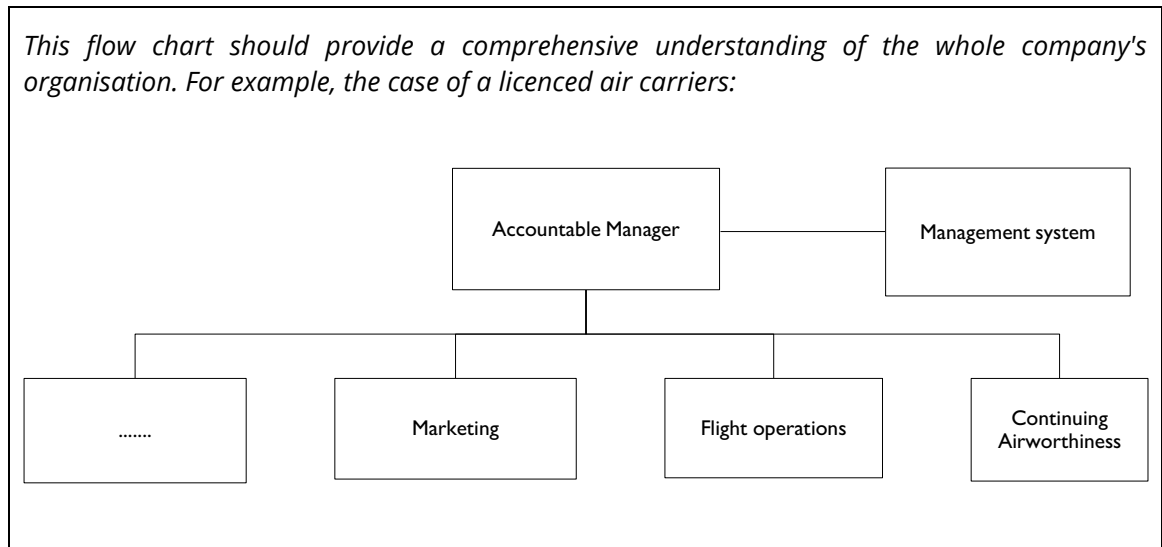 This flow chart should provide a comprehensive understanding of the whole company's
organisation. For example, the case of a licenced air carriers:
Accountable Manager
Management system
.......
Marketing
Flight operations
Continuing
Airworthiness